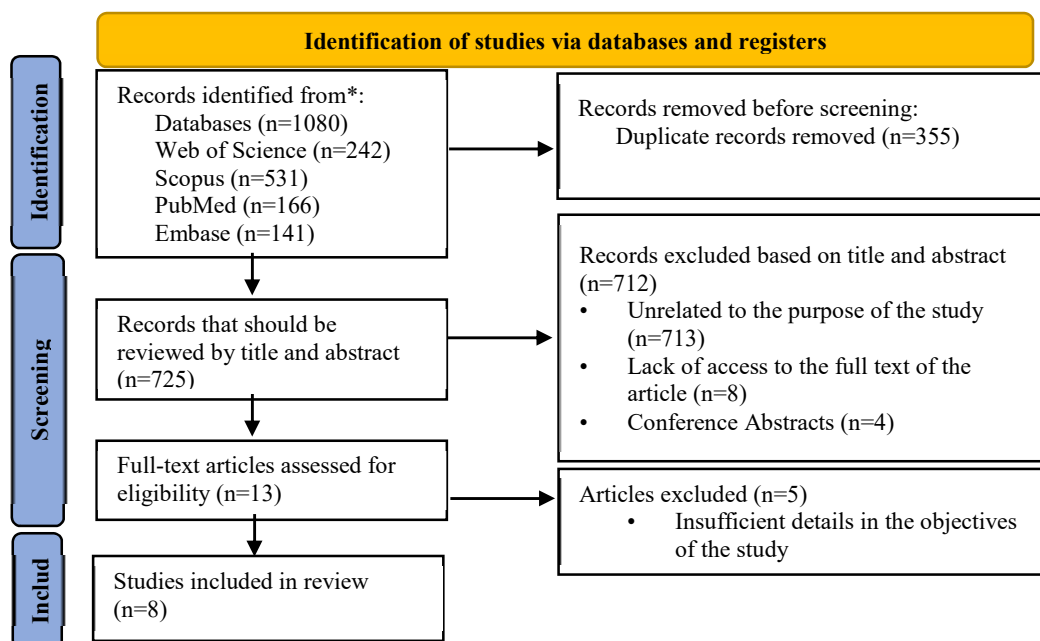 Identification of studies via databases and registers
Identification
Records identified from*:
Databases (n=1080)
Web of Science (n=242)
Scopus (n=531)
PubMed (n=166)
Embase (n=141)
Records removed before screening:
Duplicate records removed (n=355)
Screening
Records that should be
reviewed by title and abstract
(n=725)
Records excluded based on title and abstract
(n=712)
• Unrelated to the purpose of the study
(n=713)
• Lack of access to the full text of the
article (n=8)
• Conference Abstracts (n=4)
Full-text articles assessed for
eligibility (n=13)
Articles excluded (n=5)
• Insufficient details in the objectives
of the study
Includ
Studies included in review
(n=8)